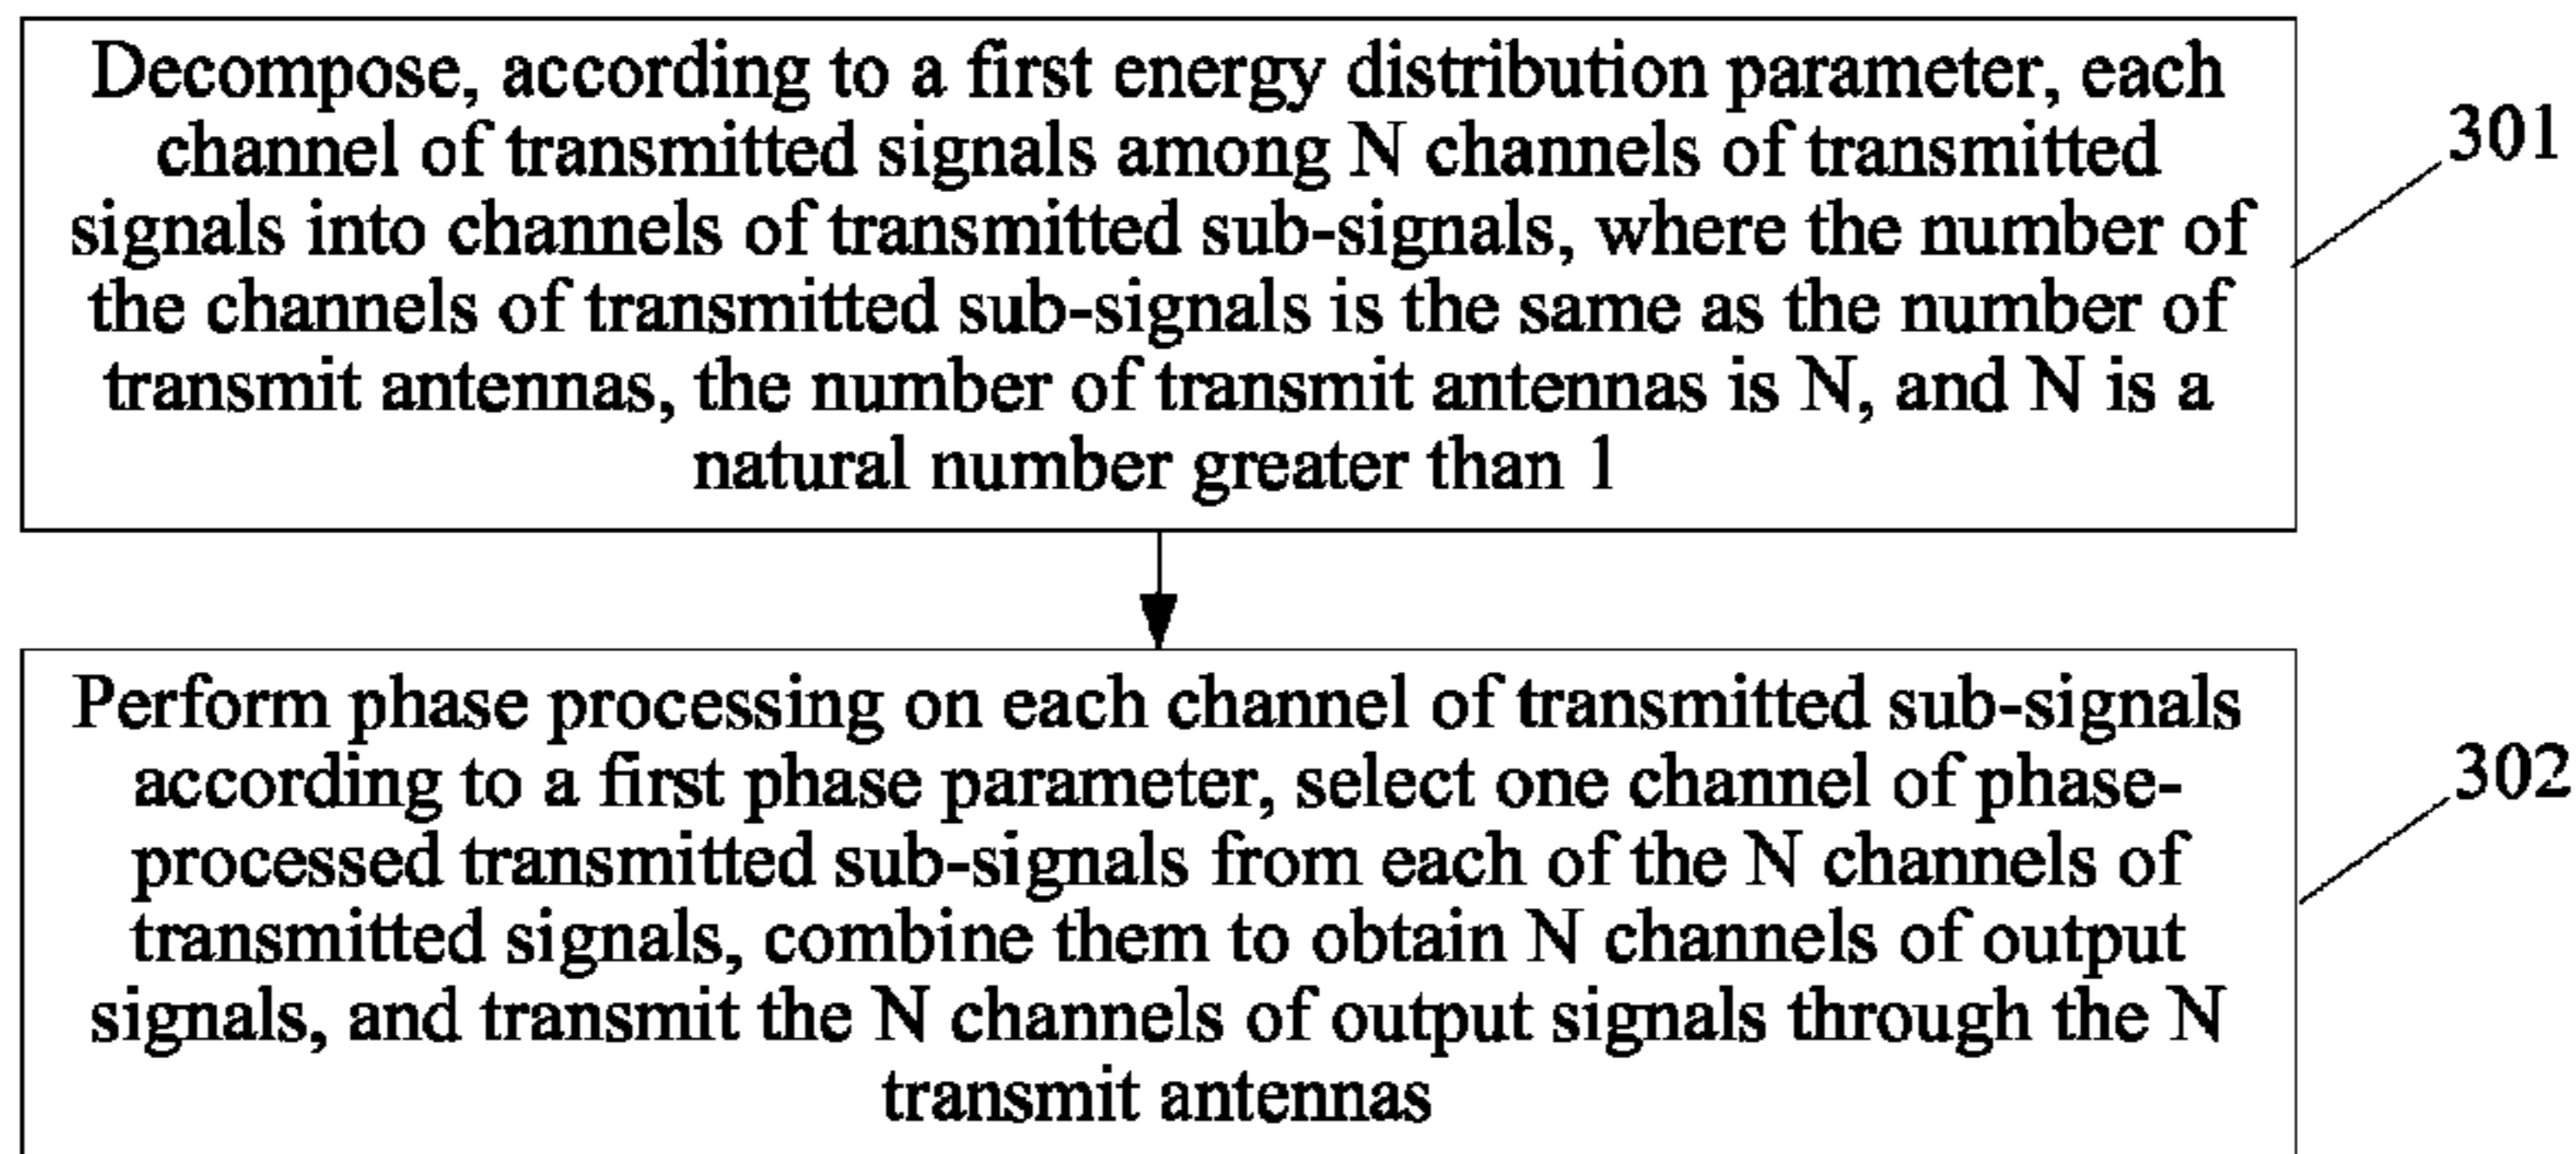 Decompose, according to a first energy distribution parameter, each
channel of transmitted signals among N channels of transmitted
signals into channels of transmitted sub-signals, where the number of
the channels of transmitted sub-signals is the same as the number of
transmit antennas, the number of transmit antennas is N, and N is a
natural number greater than 1
301
Perform phase processing on each channel of transmitted sub-signals
according to a first phase parameter, select one channel of phase-
processed transmitted sub-signals from each of the N channels of
transmitted signals, combine them to obtain N channels of output
signals, and transmit the N channels of output signals through the N
transmit antennas
302